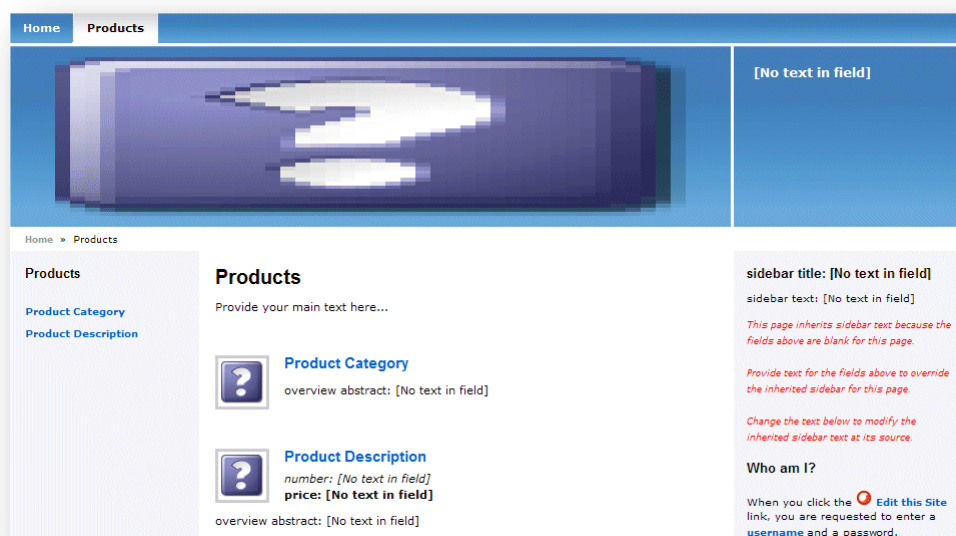 Home Products
[No text in field]
Home » Products
Products
Product Category
Product Description
Products
Provide your main text here...
Product Category
overview abstract: [No text in field]
Product Description
number: [No text in field]
price: [No text in field]
overview abstract: [No text in field]
sidebar title: [No text in field]
sidebar text: [No text in field]
This page inherits sidebar text because the
fields above are blank for this page.
Provide text for the fields above to override
the inherited sidebar for this page.
Change the text below to modify the
inherited sidebar text at its source.
Who am I?
When you click the Edit this Site
link, you are requested to enter a
username and a password.